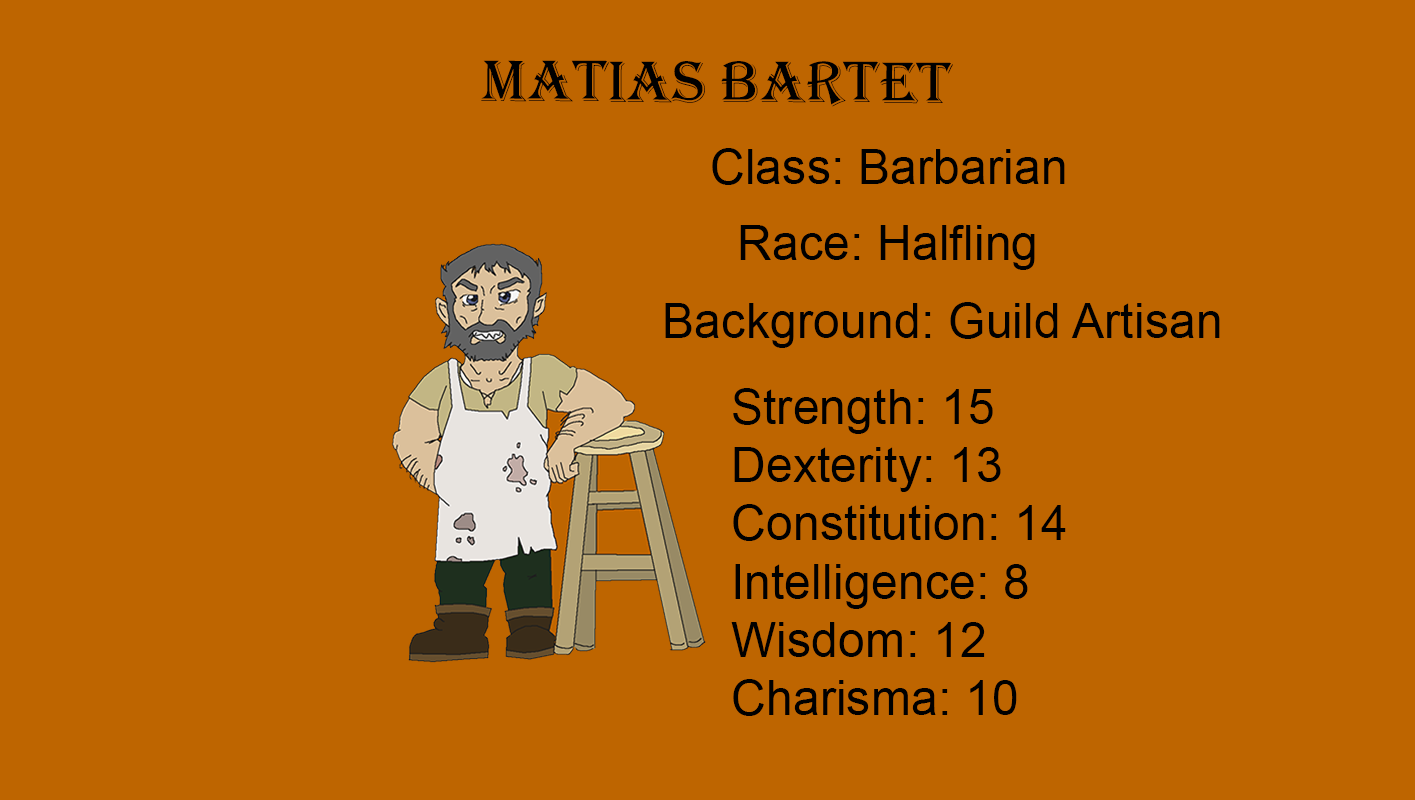 MATIAS BARTET
Class: Barbarian
Race: Halfling
Background: Guild Artisan
Strength: 15
Dexterity: 13
Constitution: 14
Intelligence: 8
Wisdom: 12
Charisma: 10